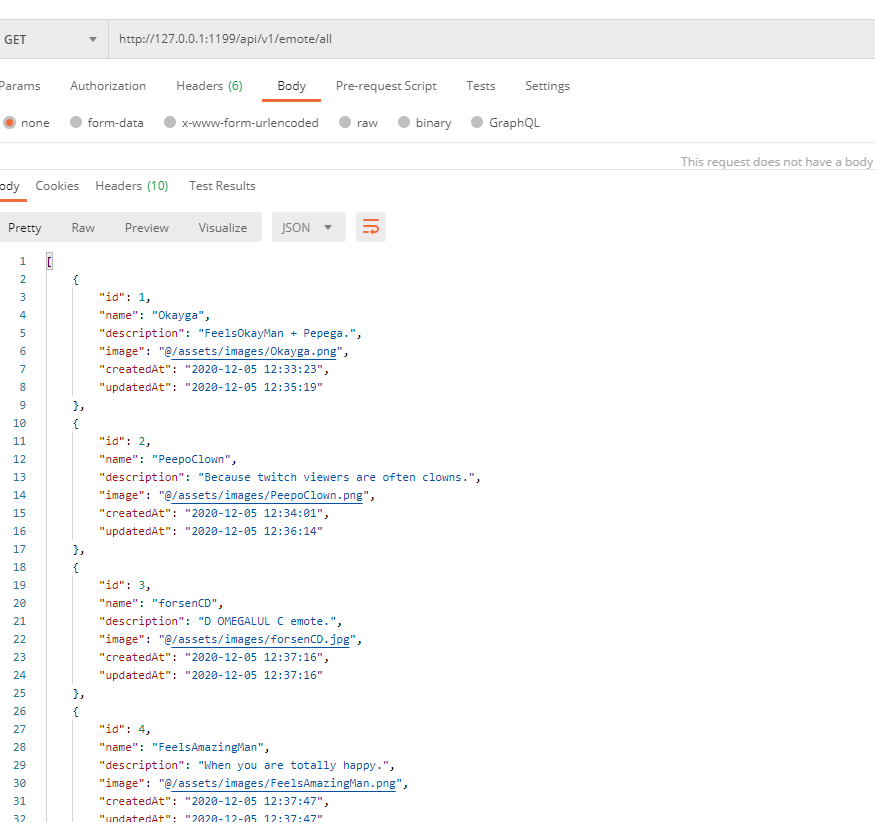 GET http://127.0.0.1:1199/api/v1/emote/all
Params Authorization Headers (6) Body Pre-request Script Tests Settings
none form-data x-www-form-urlencoded raw binary GraphQL
This request does not have a body
ody Cookies Headers (10) Test Results
Pretty Raw Preview Visualize JSON
1 [
2 {
3 "id": 1,
4 "name": "Okayga",
5 "description": "FeelsOkayMan + Pepega.",
6 "image": "@/assets/images/Okayga.png",
7 "createdAt": "2020-12-05 12:33:23",
8 "updatedAt": "2020-12-05 12:35:19"
9 },
10 {
11 "id": 2,
12 "name": "PeepoClown",
13 "description": "Because twitch viewers are often clowns.",
14 "image": "@/assets/images/PeepoClown.png",
15 "createdAt": "2020-12-05 12:34:01",
16 "updatedAt": "2020-12-05 12:36:14"
17 },
18 {
19 "id": 3,
20 "name": "forsenCD",
21 "description": "D OMEGALUL C emote.",
22 "image": "@/assets/images/forsenCD.jpg",
23 "createdAt": "2020-12-05 12:37:16",
24 "updatedAt": "2020-12-05 12:37:16"
25 },
26 {
27 "id": 4,
28 "name": "FeelsAmazingMan",
29 "description": "When you are totally happy.",
30 "image": "@/assets/images/FeelsAmazingMan.png",
31 "createdAt": "2020-12-05 12:37:47",
32 "updatedAt": "2020-12-05 12:37:47"